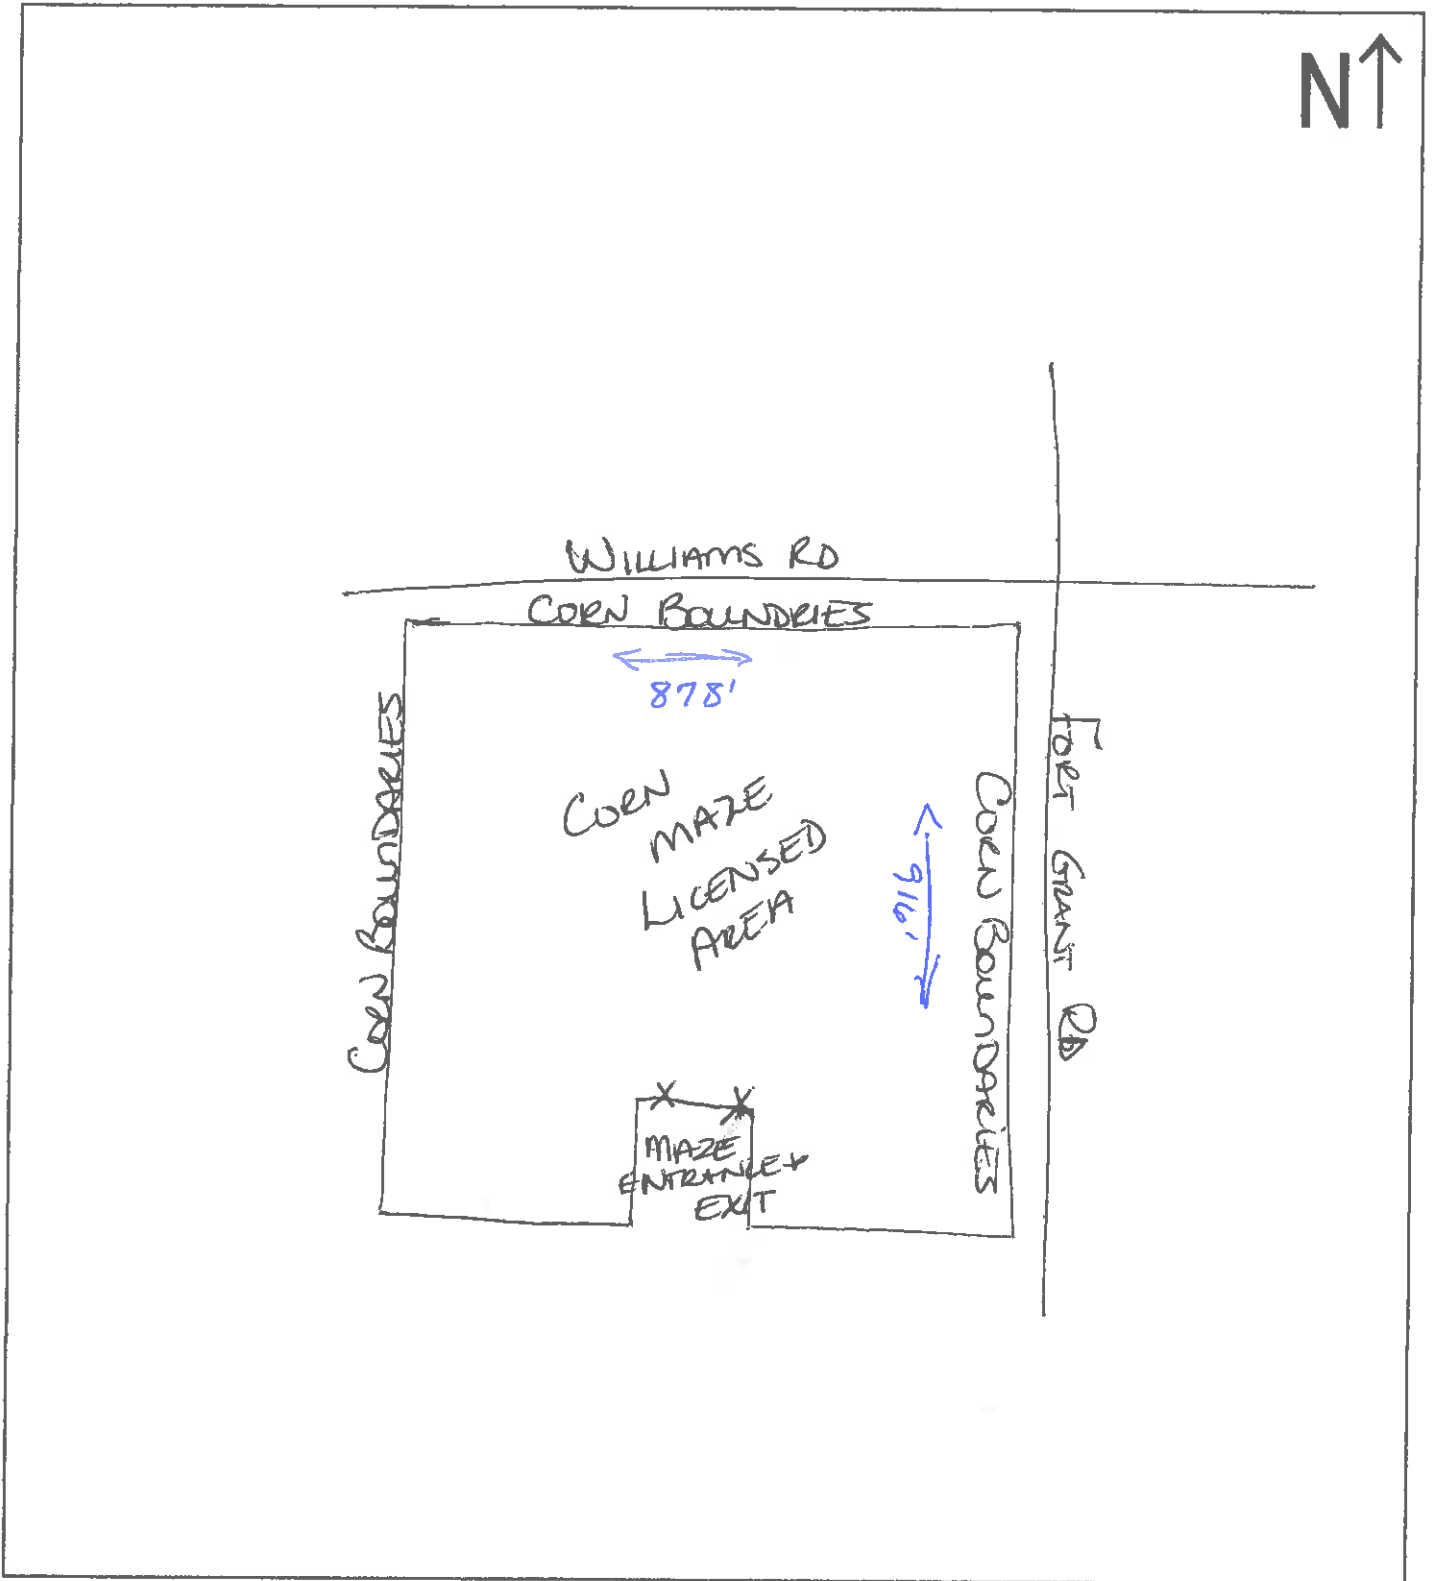 N
WILLIAMS RD
CORN BOUNDRIES
878'
CORN BOUNDARIES
CORN
MAZE
LICENSED
AREA
916'
CORN BOUNDARIES
FORT GRANT RD
MAZE
ENTRANCE +
EXIT